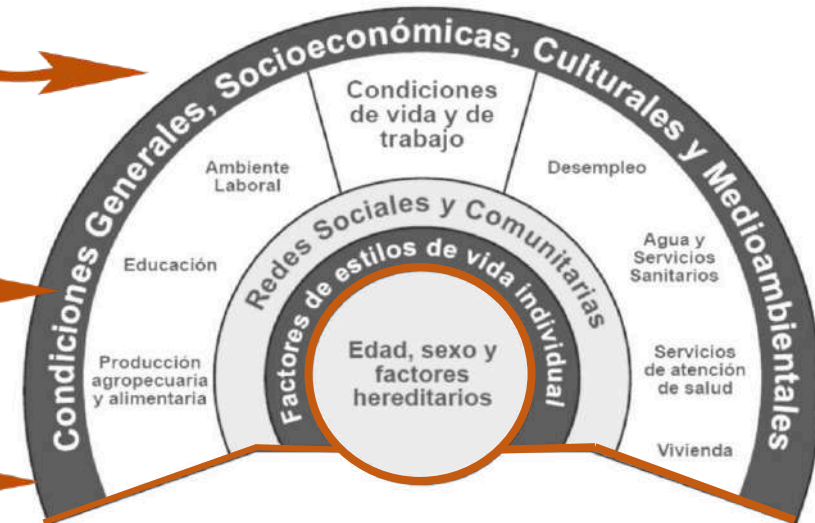 Condiciones Generales, Socioeconómicas, Culturales y Medioambientales
Condiciones
de vida y de
trabajo
Ambiente
Laboral
Desempleo
Educación
Agua y
Servicios
Sanitarios
Producción
agropecuaria
y alimentaria
Servicios
de atención
de salud
Vivienda
Redes Sociales y Comunitarias
Factores de estilos de vida individual
Edad, sexo y
factores
hereditarios